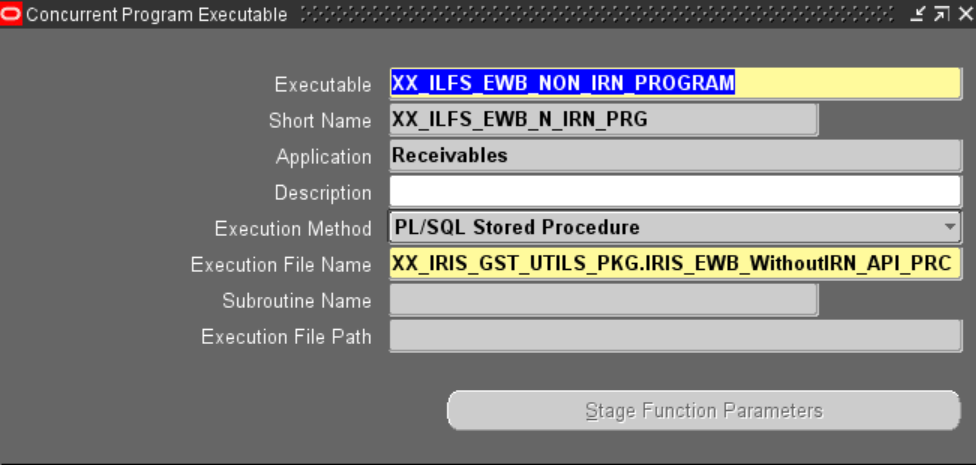 Concurrent Program Executable
Executable XX_ILFS_EWB_NON_IRN_PROGRAM
Short Name XX_ILFS_EWB_N_IRN_PRG
Application Receivables
Description
Execution Method PL/SQL Stored Procedure
Execution File Name XX_IRIS_GST_UTILS_PKG.IRIS_EWB_WithoutIRN_API_PRC
Subroutine Name
Execution File Path
Stage Function Parameters